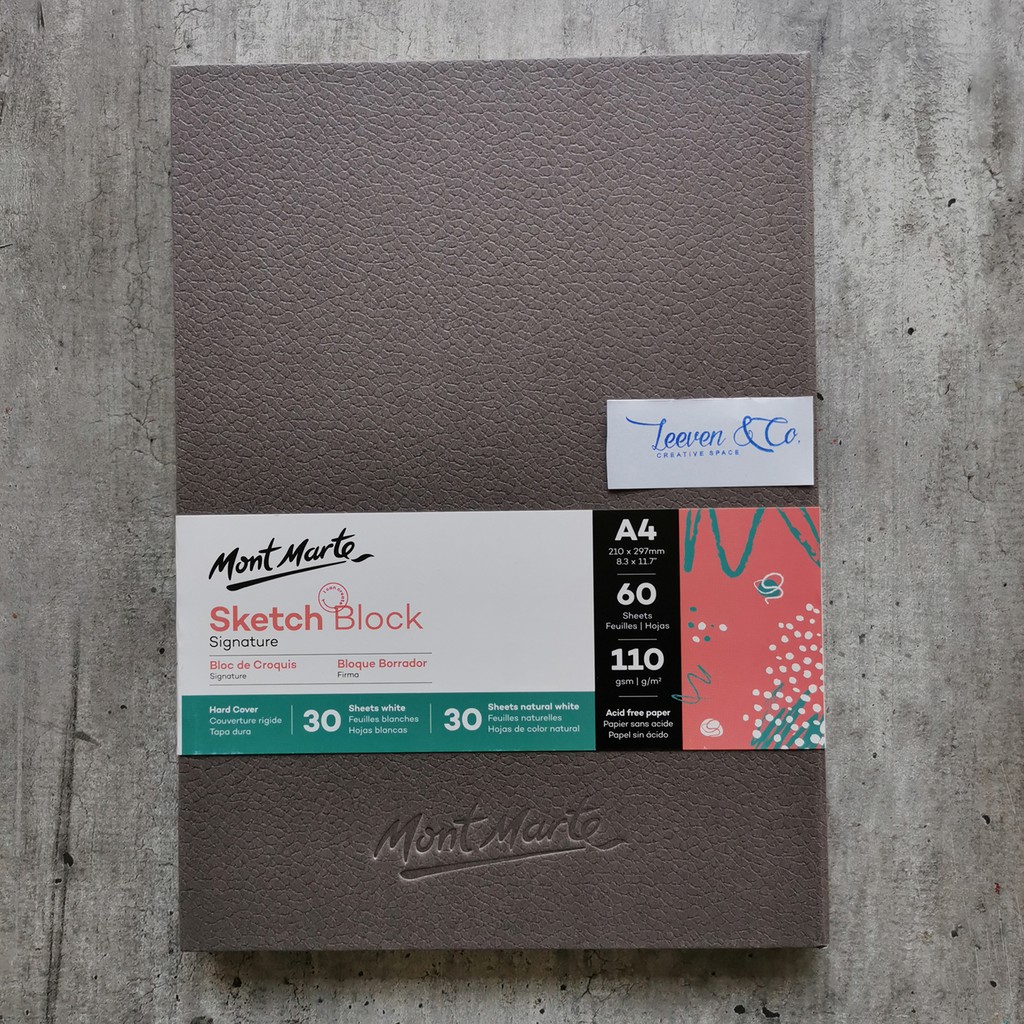 Leeven & Co.
CREATIVE SPACE
Mont Marte
Sketch Block
Signature
Bloc de Croquis
Signature
Bloque Borrador
Firma
Hard Cover
Couverture rigide
Tapa dura
30
Sheets white
Feuilles blanches
Hojas blancas
30
Sheets natural white
Feuilles naturelles
Hojas de color natural
A4
210 x 297mm
8.3 x 11.7"
60
Sheets
Feuilles | Hojas
110
gsm | g/m²
Acid free paper
Papier sans acide
Papel sin ácido
Mont Marte